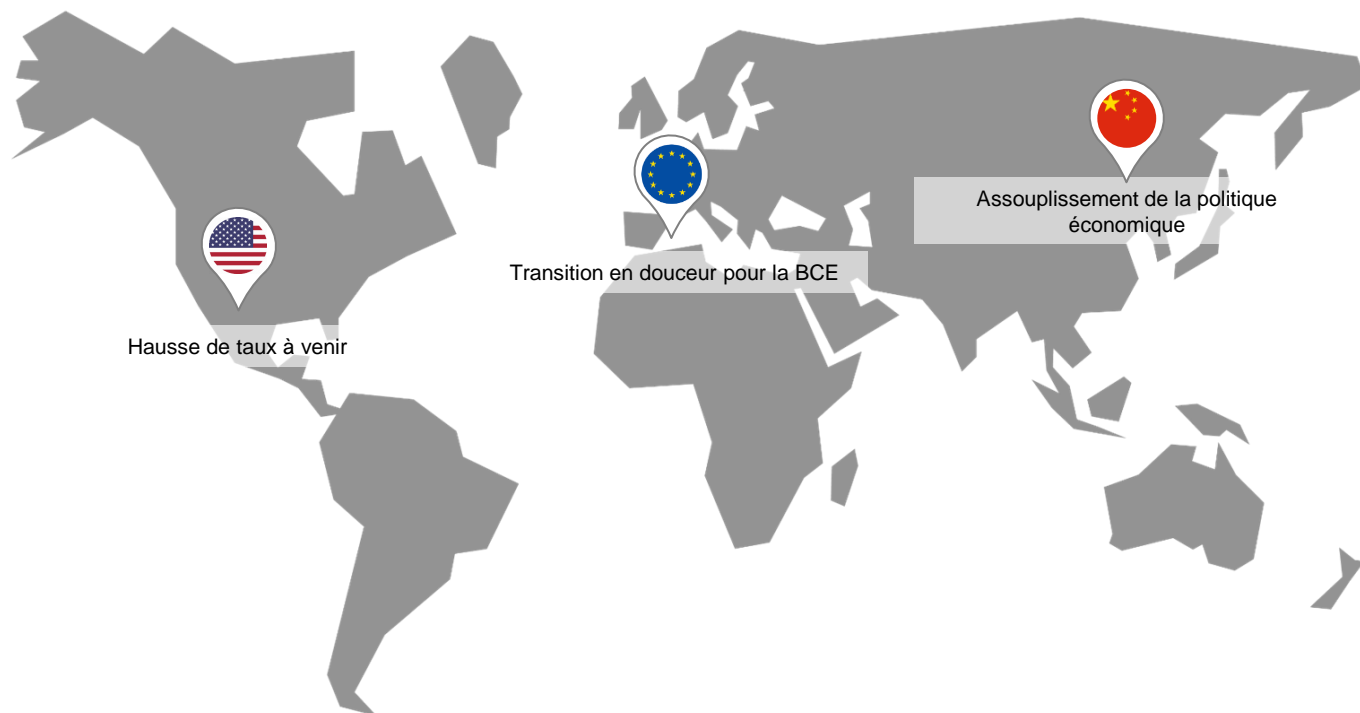 Assouplissement de la politique
économique
Transition en douceur pour la BCE
Hausse de taux à venir